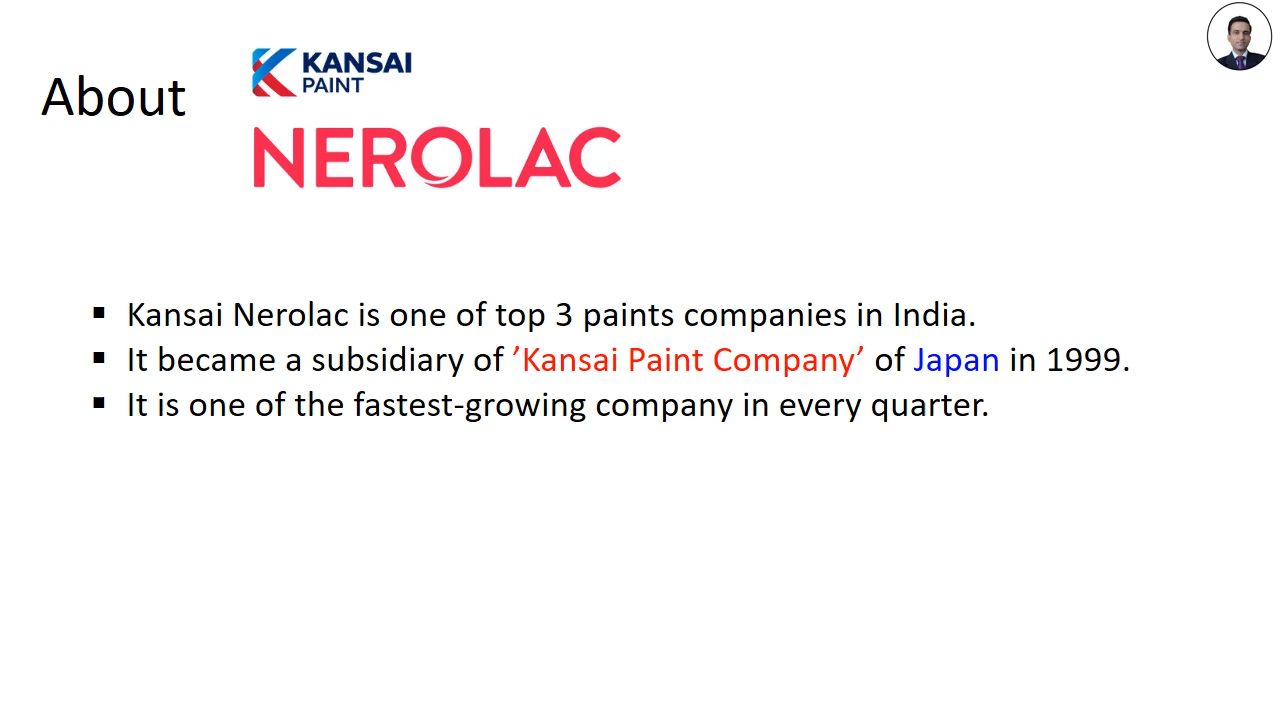 About
KANSAI
PAINT
NEROLAC
▪ Kansai Nerolac is one of top 3 paints companies in India.
▪ It became a subsidiary of ’Kansai Paint Company’ of Japan in 1999.
▪ It is one of the fastest-growing company in every quarter.